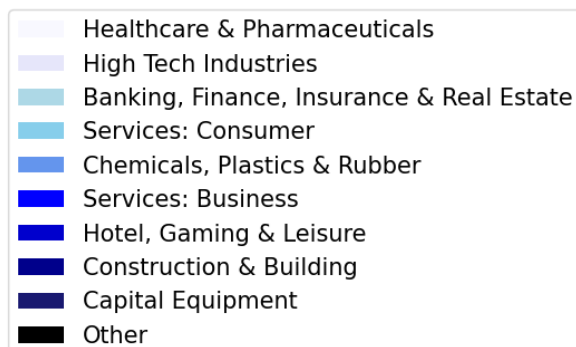 Healthcare & Pharmaceuticals
High Tech Industries
Banking, Finance, Insurance & Real Estate
Services: Consumer
Chemicals, Plastics & Rubber
Services: Business
Hotel, Gaming & Leisure
Construction & Building
Capital Equipment
Other